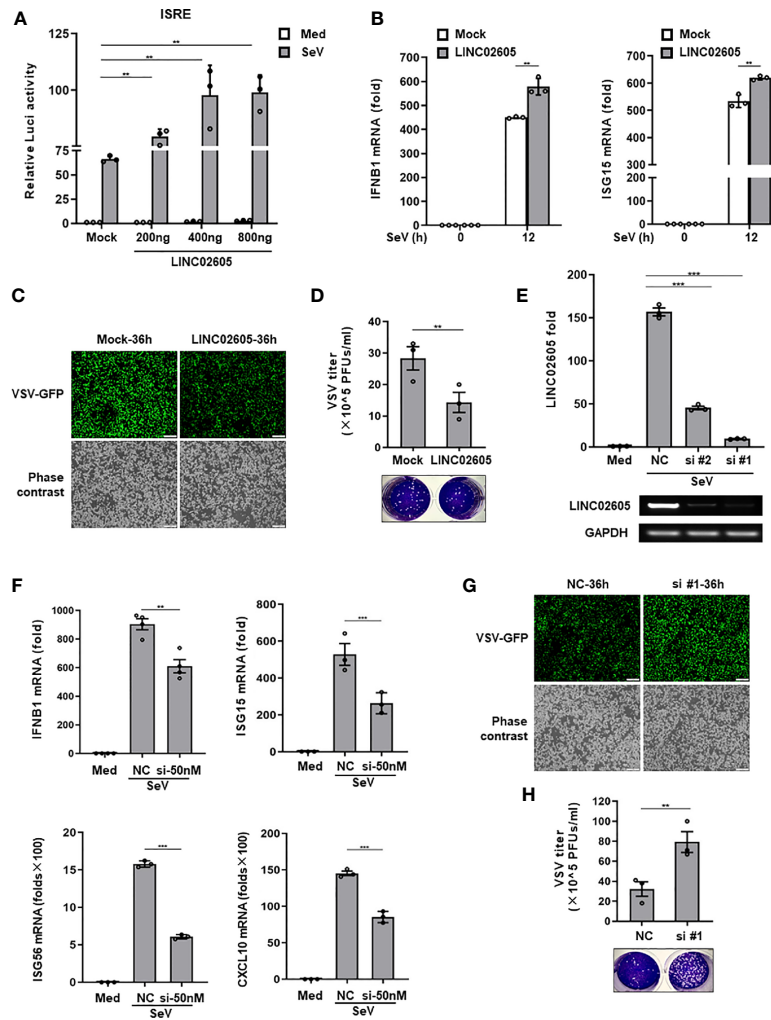 A
ISRE
Med
SeV
**
**
**
Relative Luci activity
125
100
75
50
25
0
Mock
200ng
400ng
800ng
LINC02605
B
Mock
LINC02605
**
IFNB1 mRNA (fold)
600
500
400
300
200
100
0
SeV (h)
0
12
Mock
LINC02605
**
ISG15 mRNA (fold)
700
600
500
200
100
0
SeV (h)
0
12
C
Mock-36h
LINC02605-36h
VSV-GFP
Phase
contrast
D
**
VSV titer
(×10^5 PFUs/ml)
40
30
20
10
0
Mock
LINC02605
E
***
***
LINC02605 fold
200
150
100
50
0
Med
NC
si #2
si #1
SeV
LINC02605
GAPDH
F
**
IFNB1 mRNA (fold)
1000
800
600
400
200
0
Med
NC
si-50nM
SeV
***
ISG15 mRNA (fold)
800
600
400
200
0
Med
NC
si-50nM
SeV
***
ISG56 mRNA (folds×100)
20
15
10
5
0
Med
NC
si-50nM
SeV
***
CXCL10 mRNA (folds×100)
200
150
100
50
0
Med
NC
si-50nM
SeV
G
NC-36h
si #1-36h
VSV-GFP
Phase
contrast
H
**
VSV titer
(×10^5 PFUs/ml)
120
100
80
60
40
20
0
NC
si #1